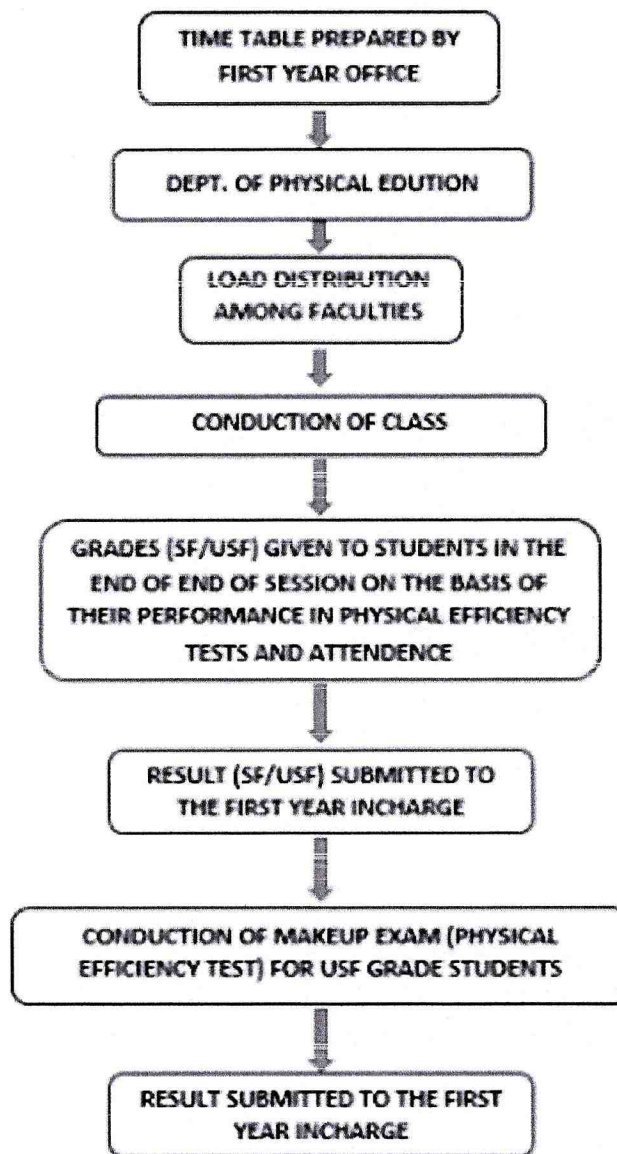 TIME TABLE PREPARED BY
FIRST YEAR OFFICE
DEPT. OF PHYSICAL EDUTION
LOAD DISTRIBUTION
AMONG FACULTIES
CONDUCTION OF CLASS
GRADES (SF/USF) GIVEN TO STUDENTS IN THE
END OF END OF SESSION ON THE BASIS OF
THEIR PERFORMANCE IN PHYSICAL EFFICIENCY
TESTS AND ATTENDENCE
RESULT (SF/USF) SUBMITTED TO
THE FIRST YEAR INCHARGE
CONDUCTION OF MAKEUP EXAM (PHYSICAL
EFFICIENCY TEST) FOR USF GRADE STUDENTS
RESULT SUBMITTED TO THE FIRST
YEAR INCHARGE